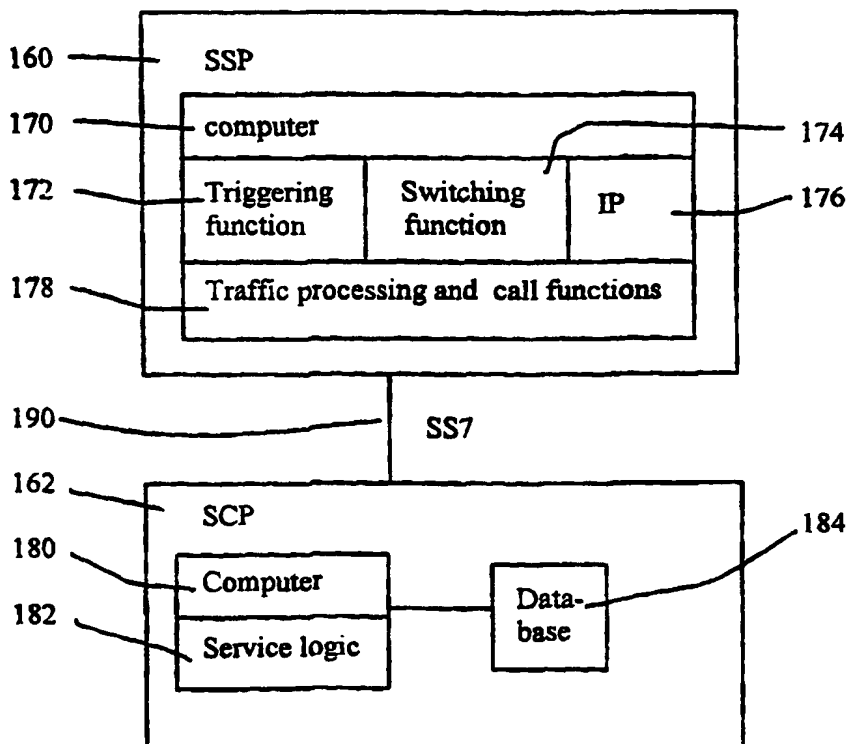 160
SSP
170
computer
174
172
Triggering
function
Switching
function
IP
176
178
Traffic processing and call functions
190
SS7
162
SCP
180
Computer
184
182
Service logic
Data-
base